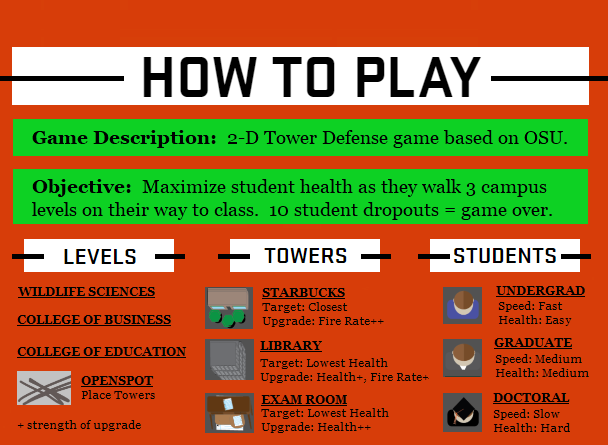 HOW TO PLAY
Game Description: 2-D Tower Defense game based on OSU.
Objective: Maximize student health as they walk 3 campus
levels on their way to class. 10 student dropouts = game over.
LEVELS
WILDLIFE SCIENCES
COLLEGE OF BUSINESS
COLLEGE OF EDUCATION
OPENSPOT
Place Towers
+ strength of upgrade
TOWERS
STARBUCKS
Target: Closest
Upgrade: Fire Rate++
LIBRARY
Target: Lowest Health
Upgrade: Health+, Fire Rate+
EXAM ROOM
Target: Lowest Health
Upgrade: Health++
STUDENTS
UNDERGRAD
Speed: Fast
Health: Easy
GRADUATE
Speed: Medium
Health: Medium
DOCTORAL
Speed: Slow
Health: Hard